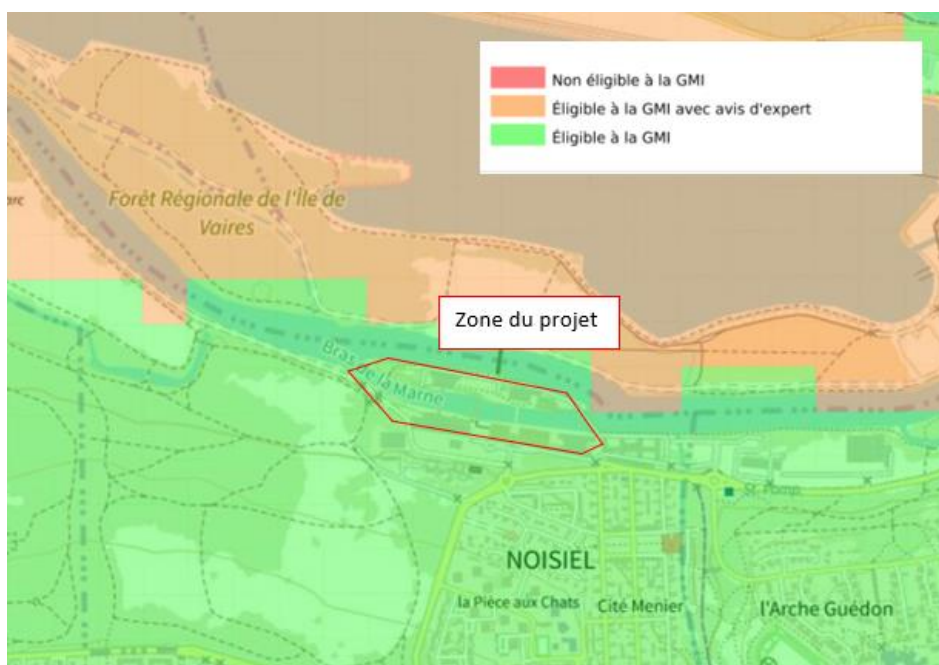 Non éligible à la GMI
Éligible à la GMI avec avis d'expert
Éligible à la GMI
Forêt Régionale de l'Île de
Vaires
arc
Zone du projet
Bras de la Marne
St. Pomp.
NOISIEL
la Pièce aux Chats
Cité Menier
l'Arche Guédon